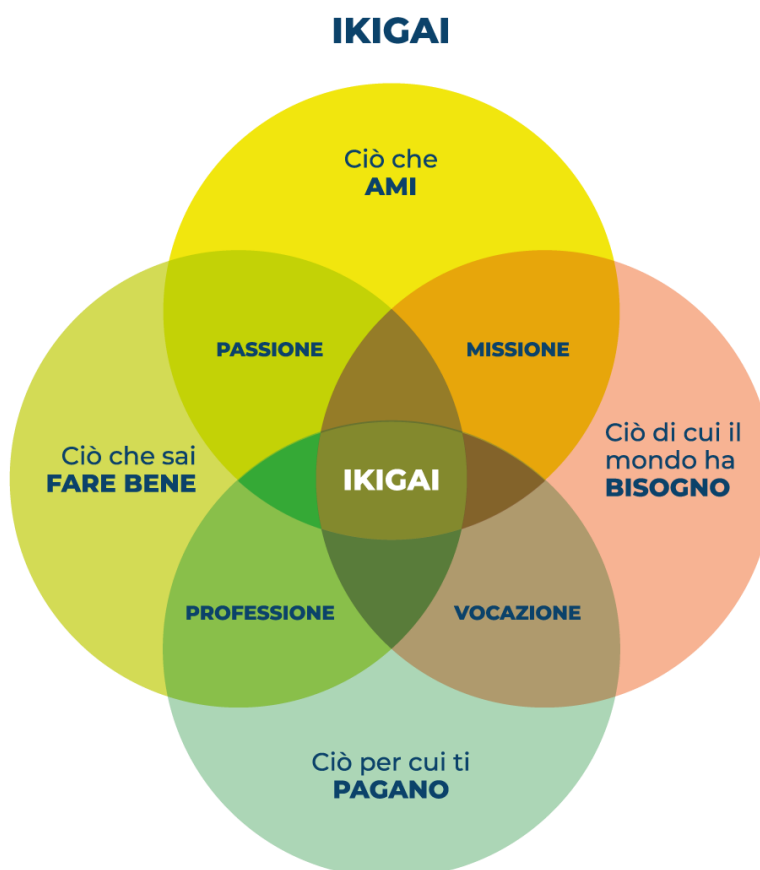 IKIGAI
Ciò che
AMI
PASSIONE
MISSIONE
Ciò che sai
FARE BENE
IKIGAI
Ciò di cui il
mondo ha
BISOGNO
PROFESSIONE
VOCAZIONE
Ciò per cui ti
PAGANO